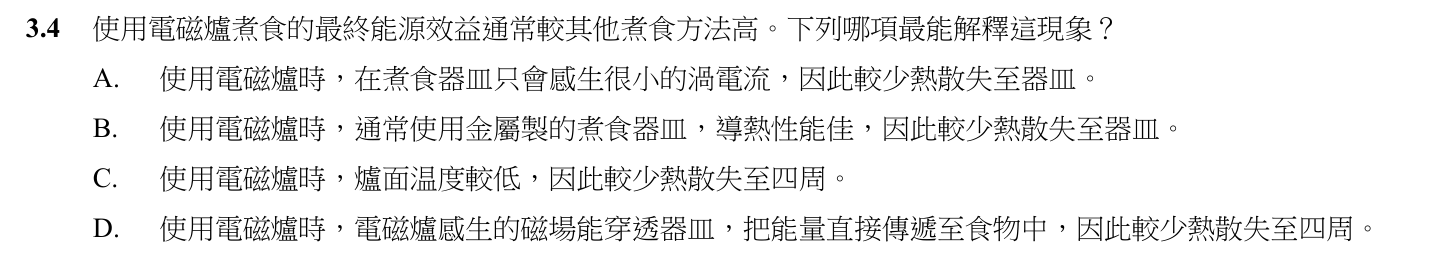 3.4 使用電磁爐煮食的最終能源效益通常較其他煮食方法高。下列哪項最能解釋這現象？
A. 使用電磁爐時，在煮食器皿只會感生很小的渦電流，因此較少熱散失至器皿。
B. 使用電磁爐時，通常使用金屬製的煮食器皿，導熱性能佳，因此較少熱散失至器皿。
C. 使用電磁爐時，爐面温度較低，因此較少熱散失至四周。
D. 使用電磁爐時，電磁爐感生的磁場能穿透器皿，把能量直接傳遞至食物中，因此較少熱散失至四周。